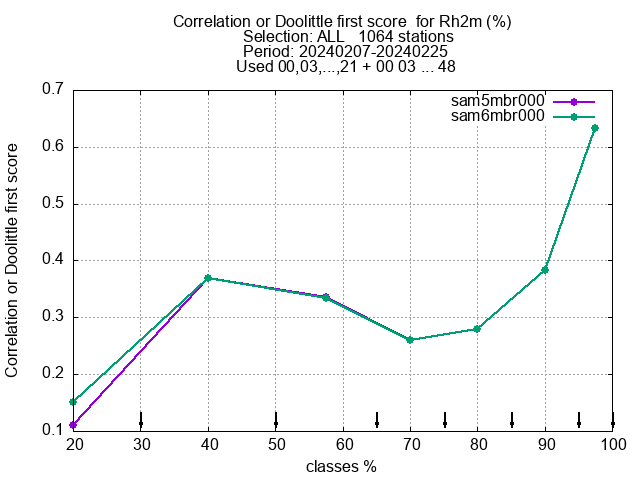 Correlation or Doolittle first score  for Rh2m (%)
Selection: ALL   1064 stations
Period: 20240207-20240225
Used 00,03,...,21 + 00 03 ... 48
sam5mbr000
sam6mbr000
Correlation or Doolittle first score
0.7
0.6
0.5
0.4
0.3
0.2
0.1
20 30 40 50 60 70 80 90 100
classes %